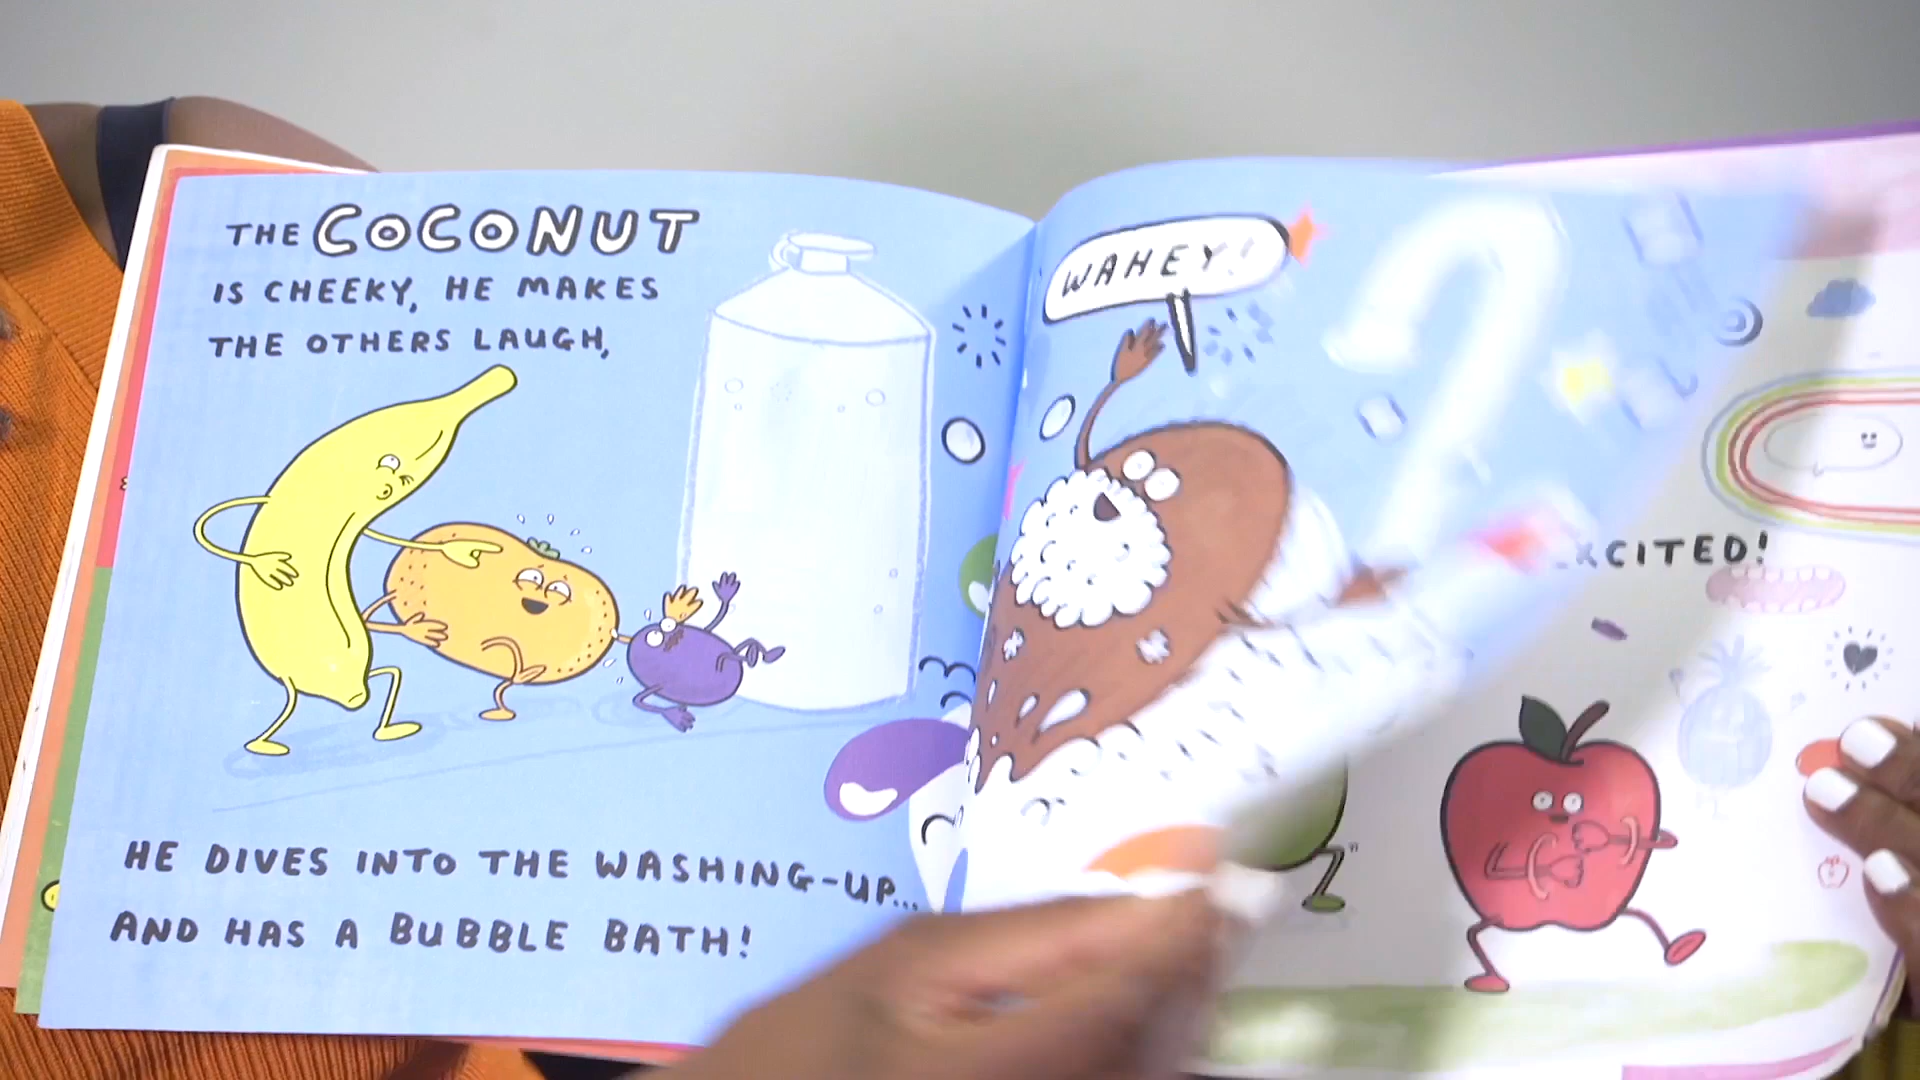 THE COCONUT
IS CHEEKY, HE MAKES
THE OTHERS LAUGH,
HE DIVES INTO THE WASHING-UP...
AND HAS A BUBBLE BATH!
WAHEY!